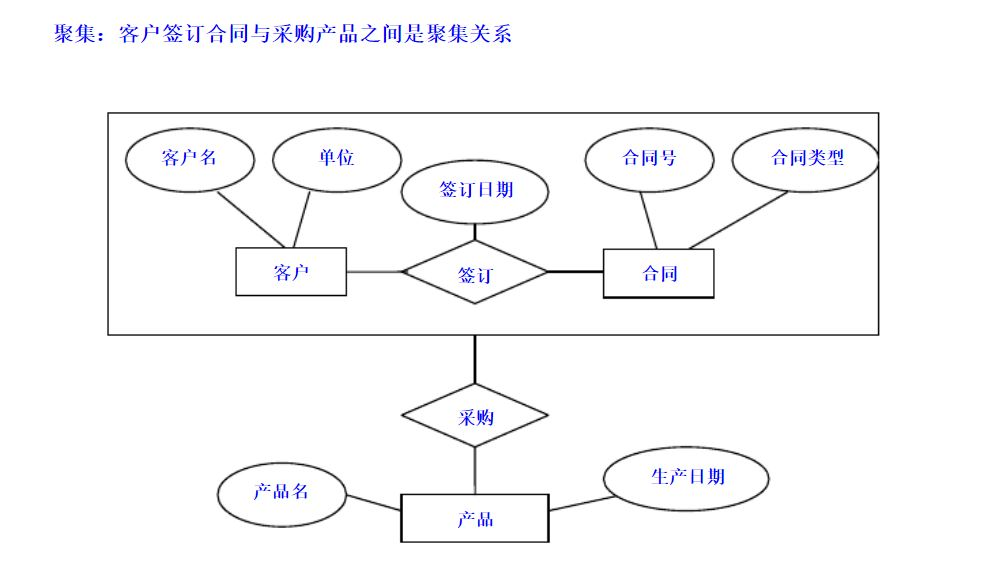 聚集：客户签订合同与采购产品之间是聚集关系
客户名
单位
签订日期
合同号
合同类型
客户
签订
合同
采购
产品名
产品
生产日期